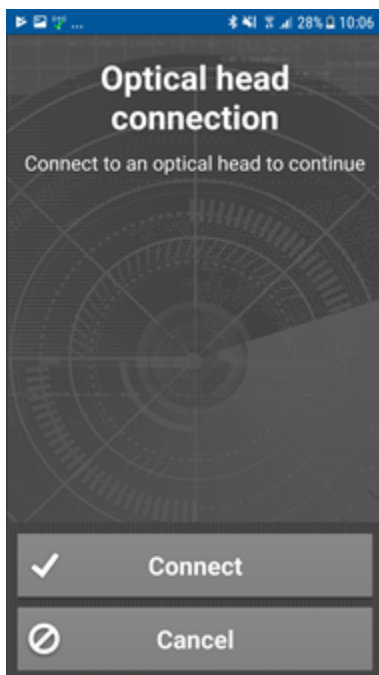 ... 28% 10:06
Optical head
connection
Connect to an optical head to continue
Connect
Cancel